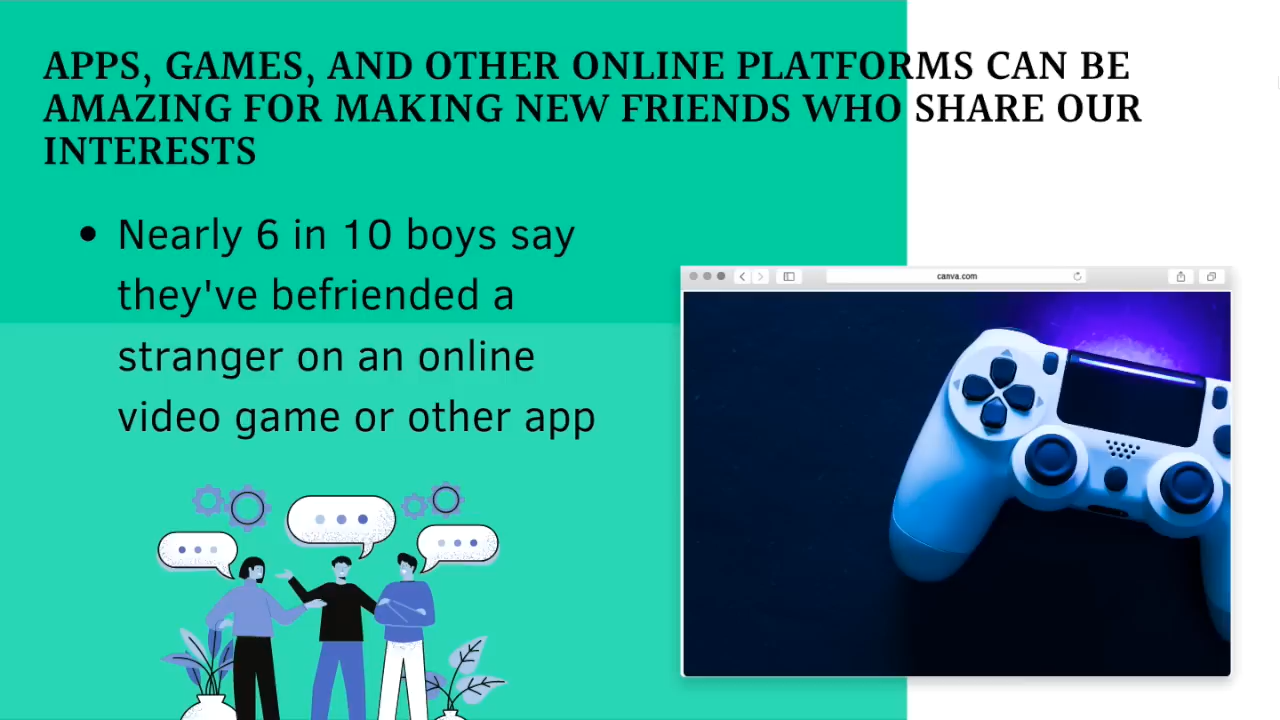 APPS, GAMES, AND OTHER ONLINE PLATFORMS CAN BE
AMAZING FOR MAKING NEW FRIENDS WHO SHARE OUR
INTERESTS
• Nearly 6 in 10 boys say
they've befriended a
stranger on an online
video game or other app
canva.com